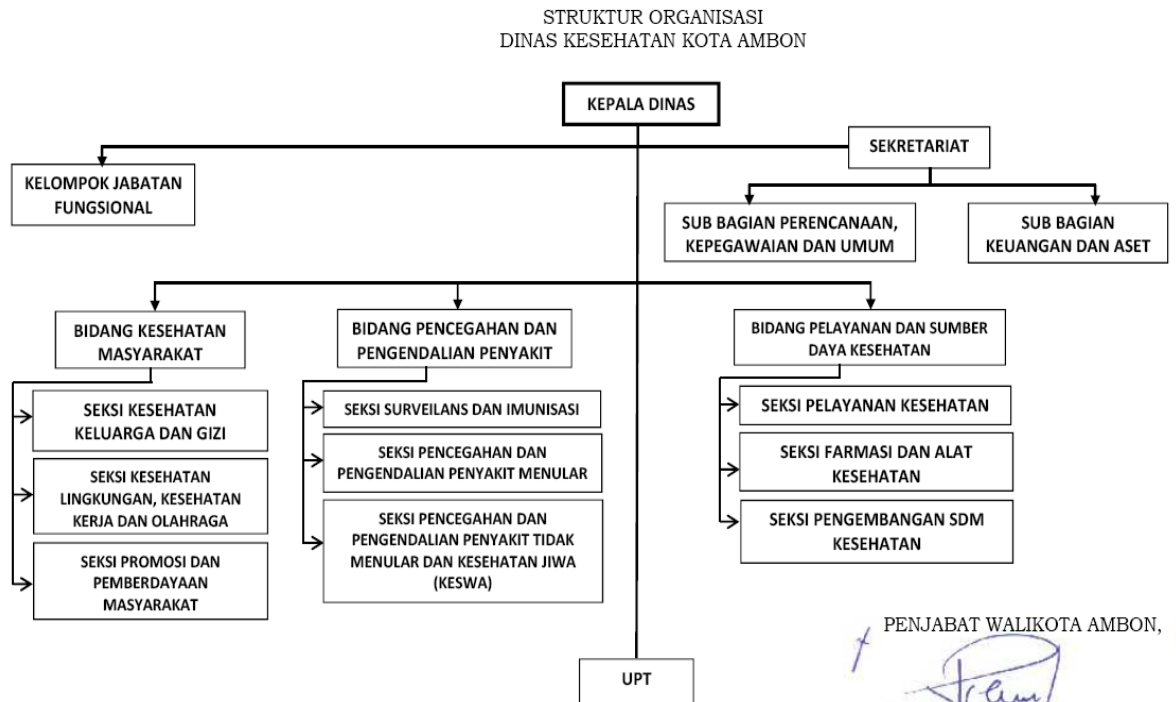 STRUKTUR ORGANISASI
DINAS KESEHATAN KOTA AMBON
KEPALA DINAS
SEKRETARIAT
KELOMPOK JABATAN
FUNGSIONAL
SUB BAGIAN PERENCANAAN,
KEPEGAWAIAN DAN UMUM
SUB BAGIAN
KEUANGAN DAN ASET
BIDANG KESEHATAN
MASYARAKAT
SEKSI KESEHATAN
KELUARGA DAN GIZI
SEKSI KESEHATAN
LINGKUNGAN, KESEHATAN
KERJA DAN OLAHRAGA
SEKSI PROMOSI DAN
PEMBERDAYAAN
MASYARAKAT
BIDANG PENCEGAHAN DAN
PENGENDALIAN PENYAKIT
SEKSI SURVEILANS DAN IMUNISASI
SEKSI PENCEGAHAN DAN
PENGENDALIAN PENYAKIT MENULAR
SEKSI PENCEGAHAN DAN
PENGENDALIAN PENYAKIT TIDAK
MENULAR DAN KESEHATAN JIWA
(KESWA)
BIDANG PELAYANAN DAN SUMBER
DAYA KESEHATAN
SEKSI PELAYANAN KESEHATAN
SEKSI FARMASI DAN ALAT
KESEHATAN
SEKSI PENGEMBANGAN SDM
KESEHATAN
UPT
PENJABAT WALIKOTA AMBON,